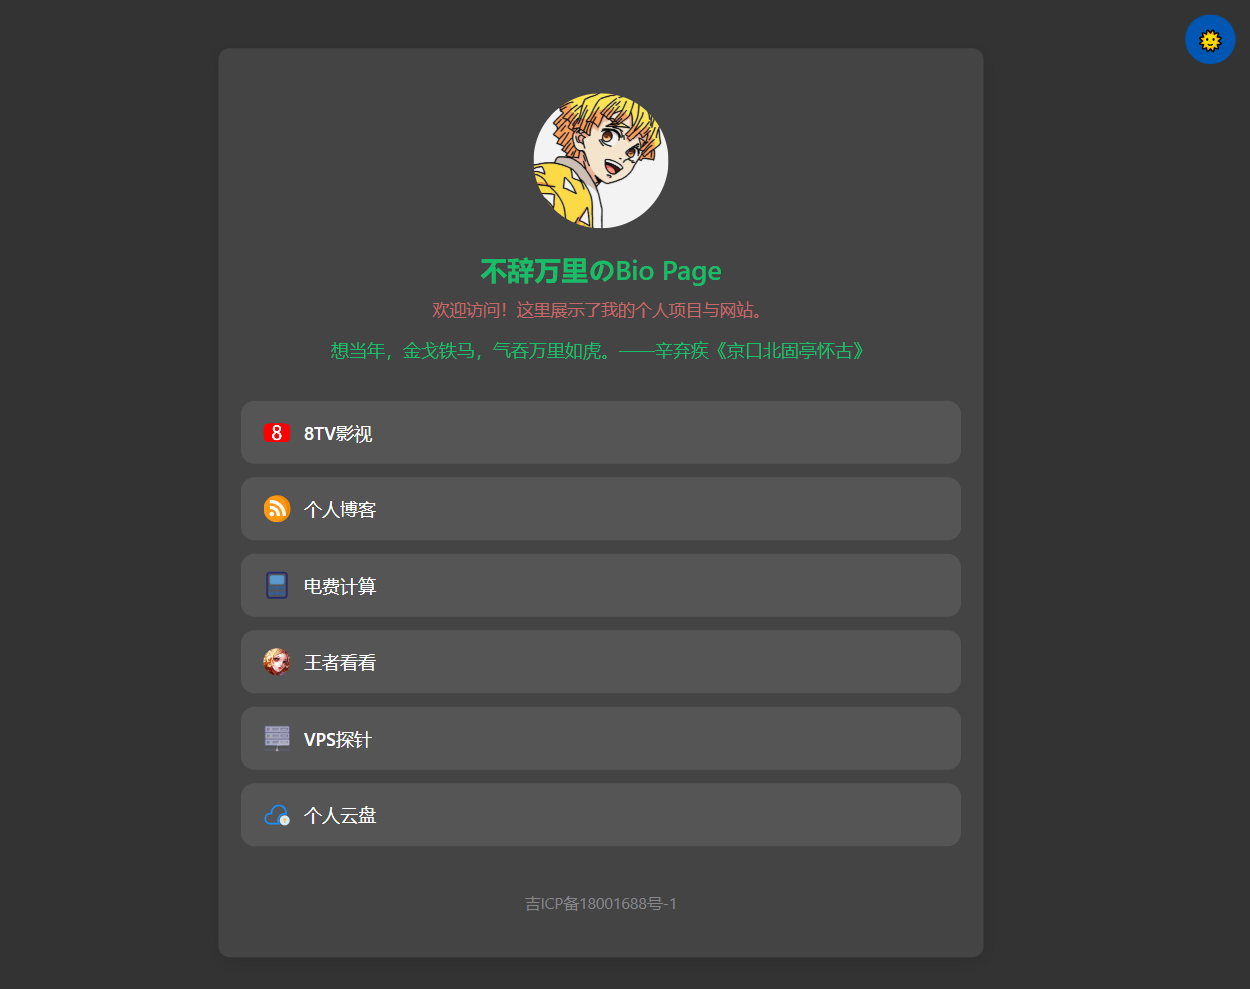 不辞万里のBio Page
欢迎访问！这里展示了我的个人项目与网站。
想当年，金戈铁马，气吞万里如虎。——辛弃疾《京口北固亭怀古》
8 8TV影视
个人博客
电费计算
王者看看
VPS探针
个人云盘
吉ICP备18001688号-1